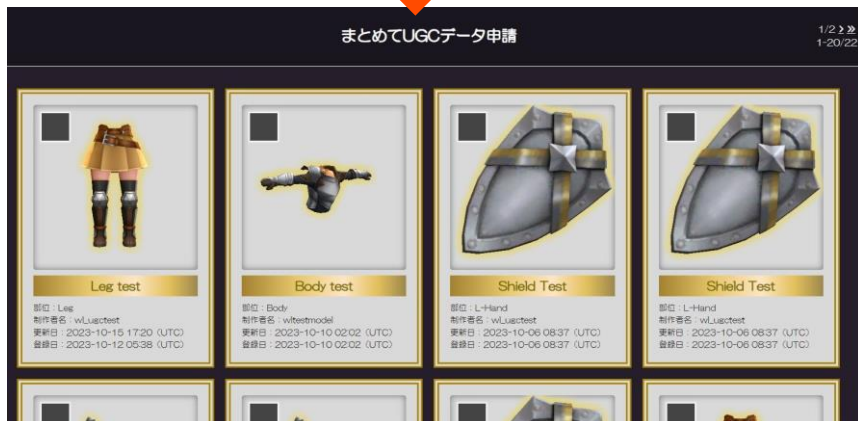 まとめてUGCデータ申請
1/2 > »
1-20/22
Leg test
部位：Leg
制作者名：wl_ugctest
更新日：2023-10-15 17:20（UTC）
登録日：2023-10-12 05:38（UTC）
Body test
部位：Body
制作者名：wltestmodel
更新日：2023-10-10 02:02（UTC）
登録日：2023-10-10 02:02（UTC）
Shield Test
部位：L-Hand
制作者名：wl_ugctest
更新日：2023-10-06 08:37（UTC）
登録日：2023-10-06 08:37（UTC）
Shield Test
部位：L-Hand
制作者名：wl_ugctest
更新日：2023-10-06 08:37（UTC）
登録日：2023-10-06 08:37（UTC）